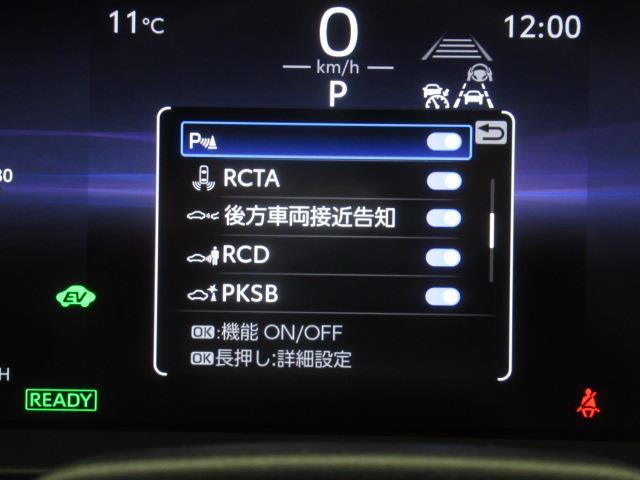 11℃
0
12:00
km/h
P
P
RCTA
30
後方車両接近告知
RCD
EV
PKSB
OK:機能 ON/OFF
OK長押し:詳細設定
H
READY